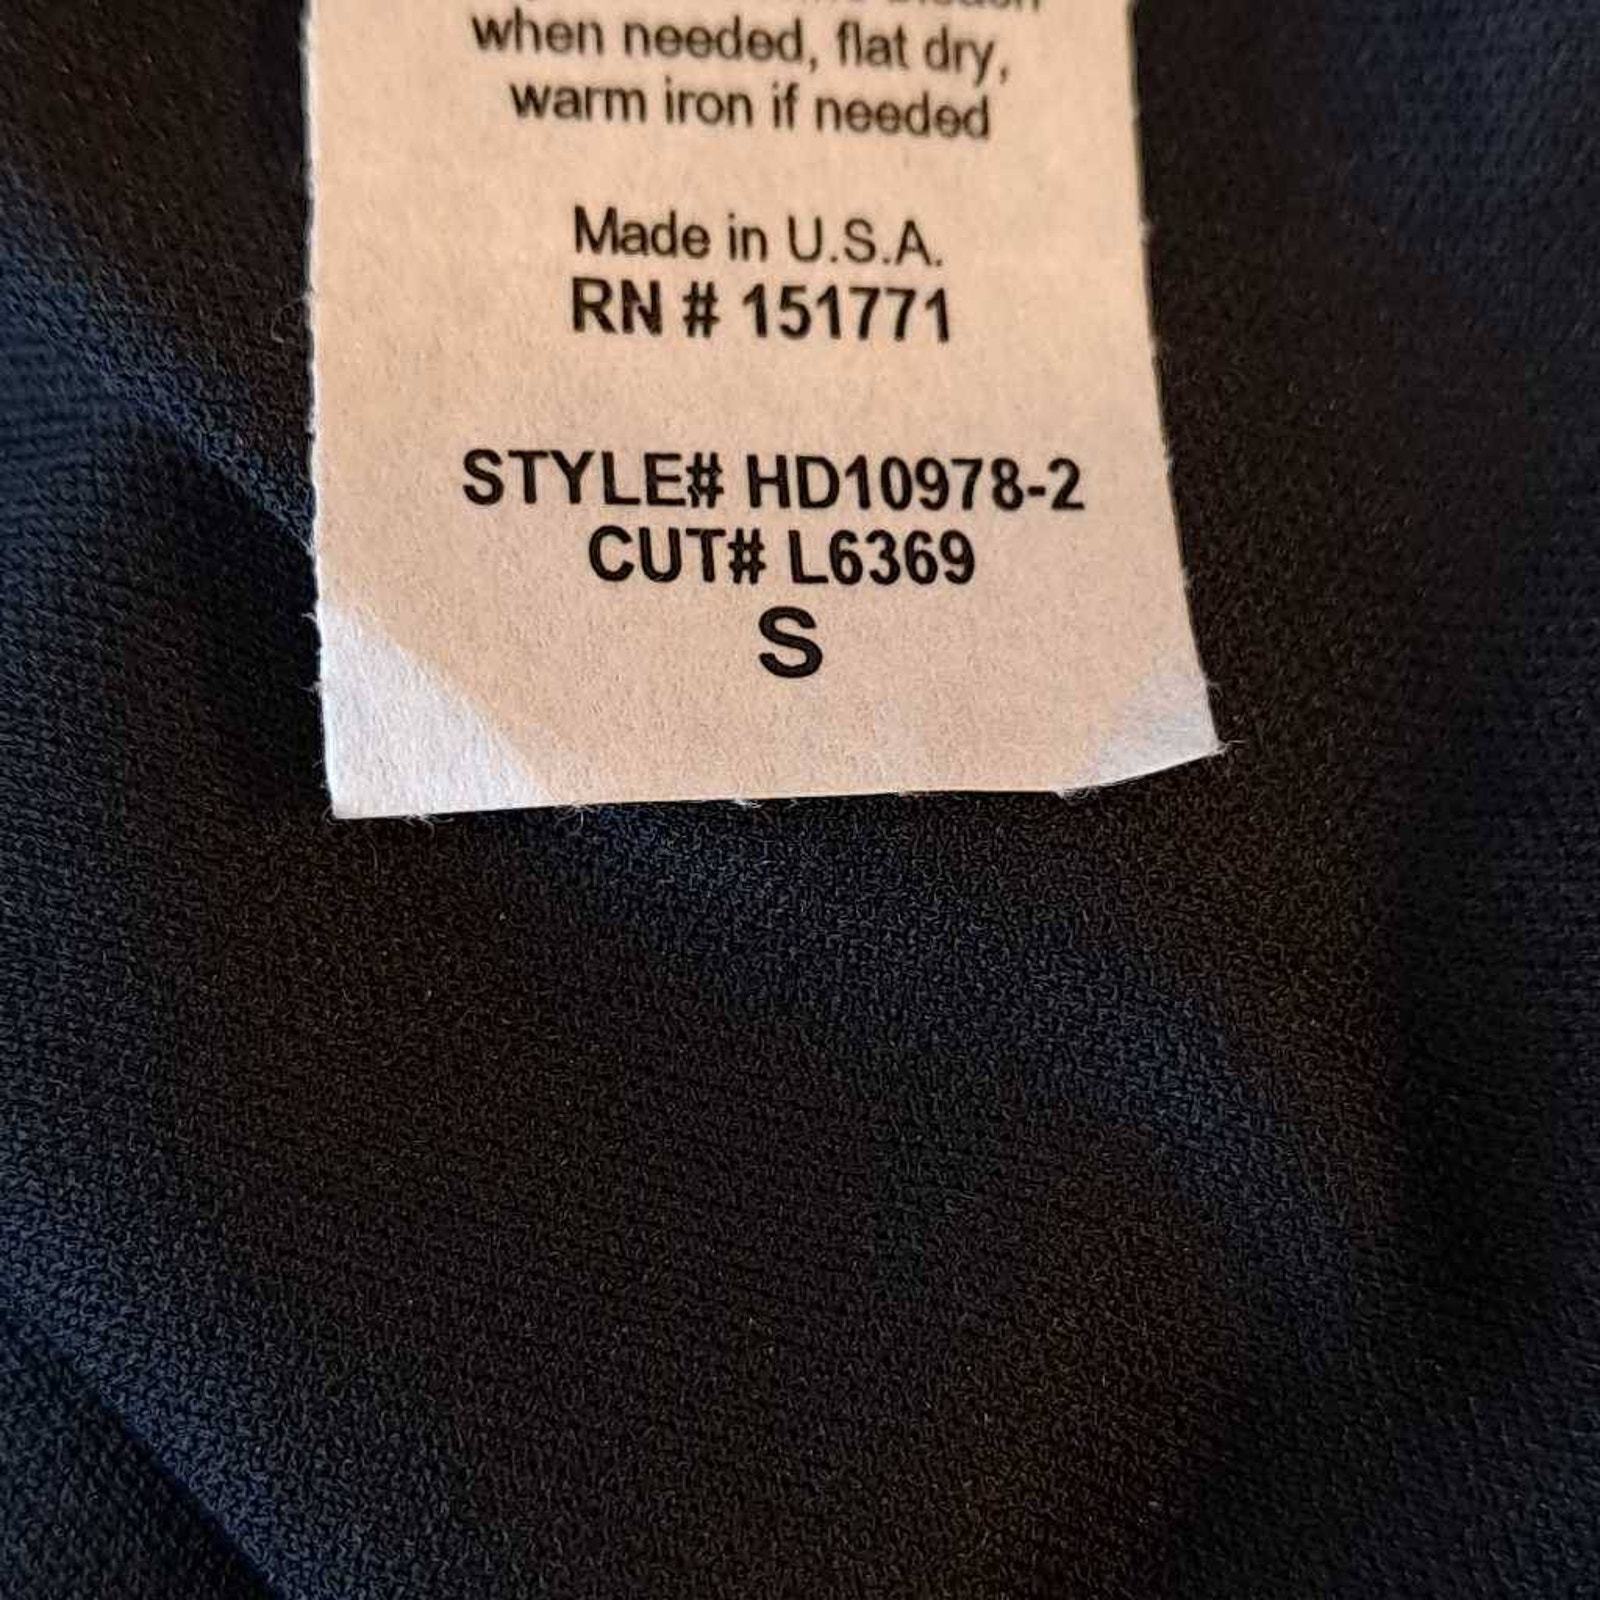 when needed, flat dry,
warm iron if needed
Made in U.S.A.
RN # 151771
STYLE# HD10978-2
CUT# L6369
S